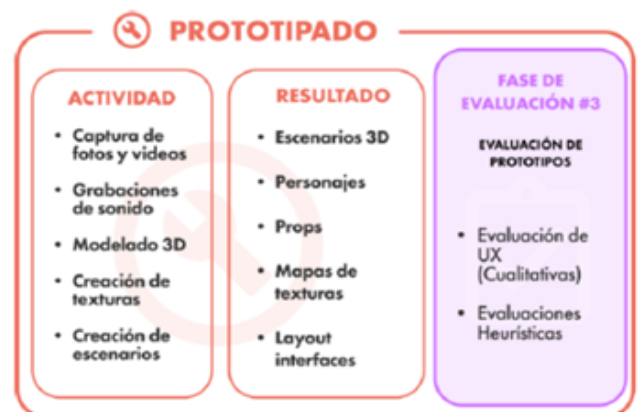 PROTOTIPADO
ACTIVIDAD
• Captura de
fotos y videos
• Grabaciones
de sonido
• Modelado 3D
• Creación de
texturas
• Creación de
escenarios
RESULTADO
• Escenarios 3D
• Personajes
• Props
• Mapas de
texturas
• Layout
interfaces
FASE DE
EVALUACIÓN #3
EVALUACIÓN DE
PROTOTIPOS
• Evaluación de
UX
(Cualitativas)
• Evaluaciones
Heurísticas